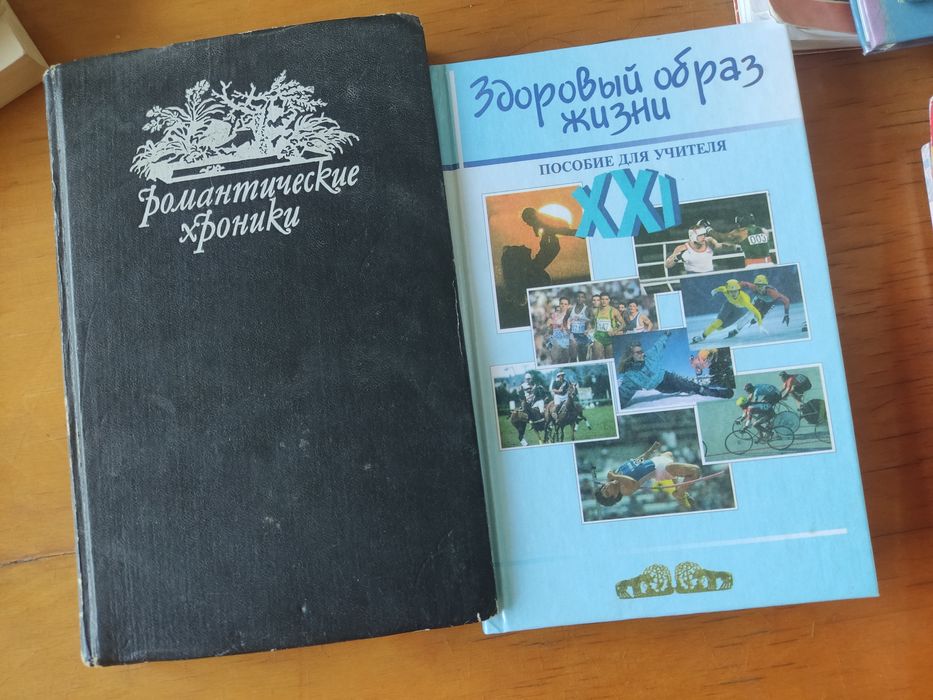 Романтические
хроники
Здоровый образ
жизни
ПОСОБИЕ ДЛЯ УЧИТЕЛЯ
XXI